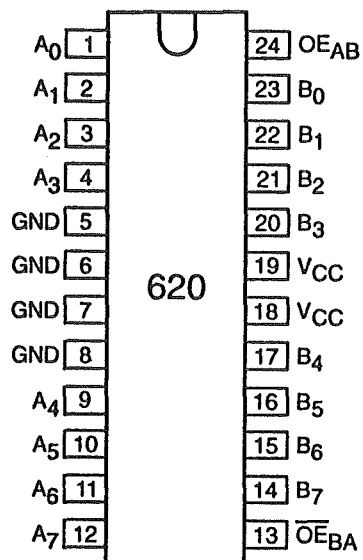 A0 1 24 OEAB
A1 2 23 B0
A2 3 22 B1
A3 4 21 B2
GND 5 20 B3
GND 6 19 VCC
620
GND 7 18 VCC
GND 8 17 B4
A4 9 16 B5
A5 10 15 B6
A6 11 14 B7
A7 12 13 OEBA